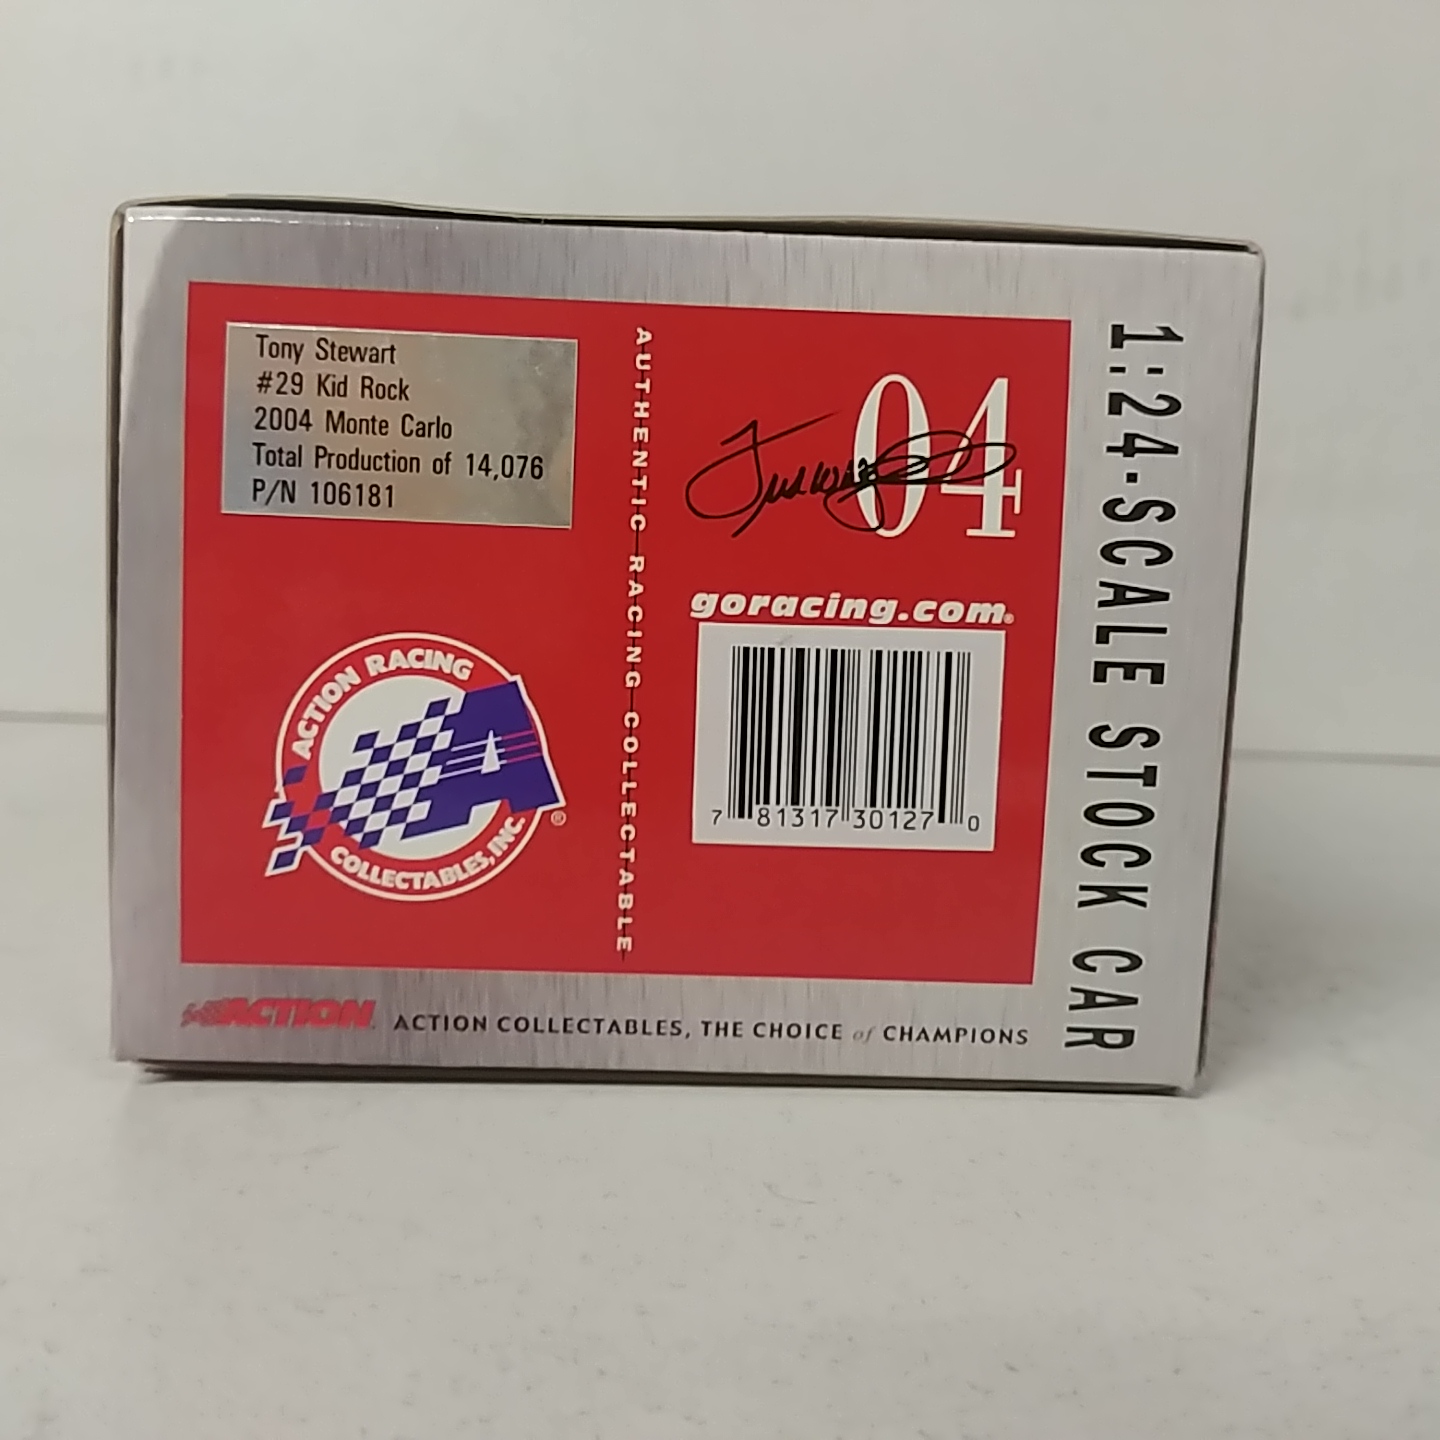 Tony Stewart
#29 Kid Rock
2004 Monte Carlo
Total Production of 14,076
P/N 106181
ACTION RACING
COLLECTABLES, INC.
®
AUTHENTIC RACING COLLECTABLE
04
goracing.com®
7 81317 30127 0
1:24-SCALE STOCK CAR
ACTION
ACTION COLLECTABLES, THE CHOICE of CHAMPIONS